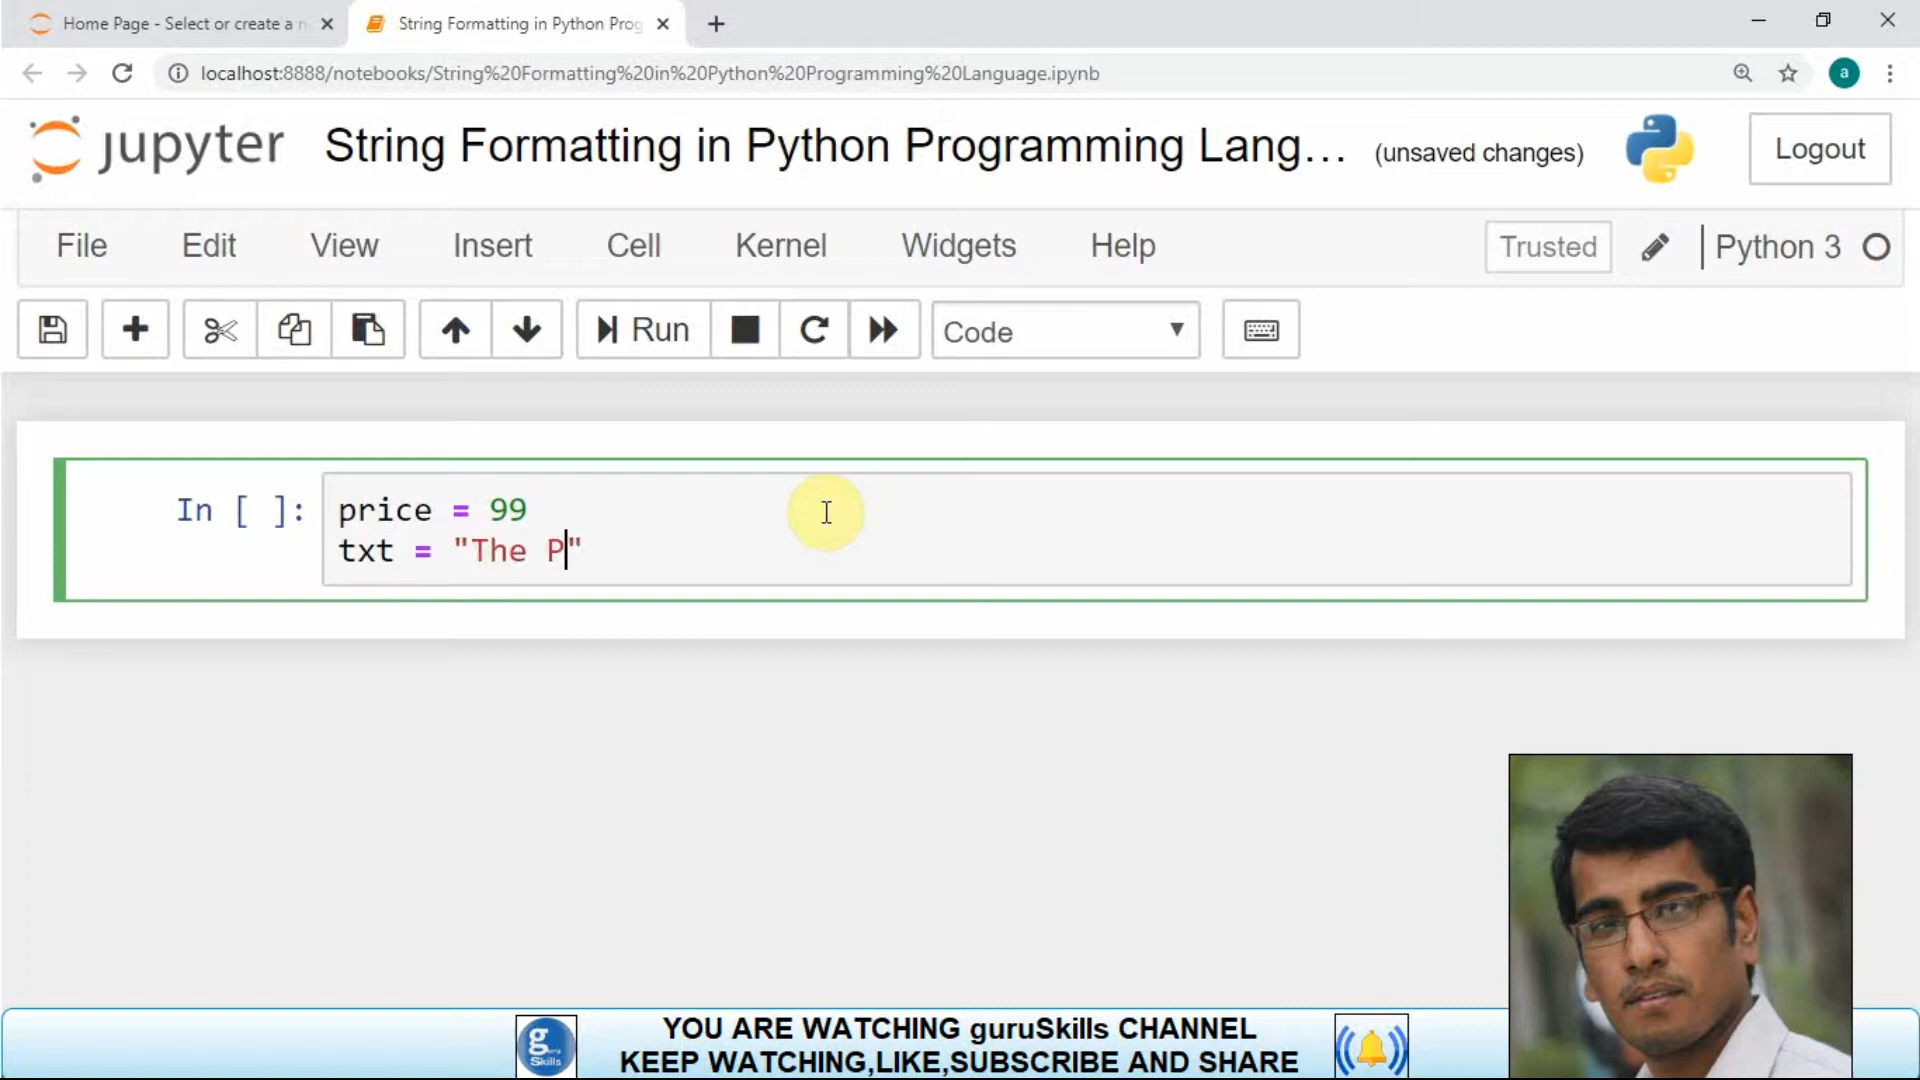 Home Page - Select or create a n
String Formatting in Python Prog
localhost:8888/notebooks/String%20Formatting%20in%20Python%20Programming%20Language.ipynb
a
jupyter String Formatting in Python Programming Lang... (unsaved changes) Logout
File Edit View Insert Cell Kernel Widgets Help Trusted Python 3
Run Code
In [ ]: price = 99
txt = "The P"
g Skills
YOU ARE WATCHING guruSkills CHANNEL
KEEP WATCHING,LIKE,SUBSCRIBE AND SHARE